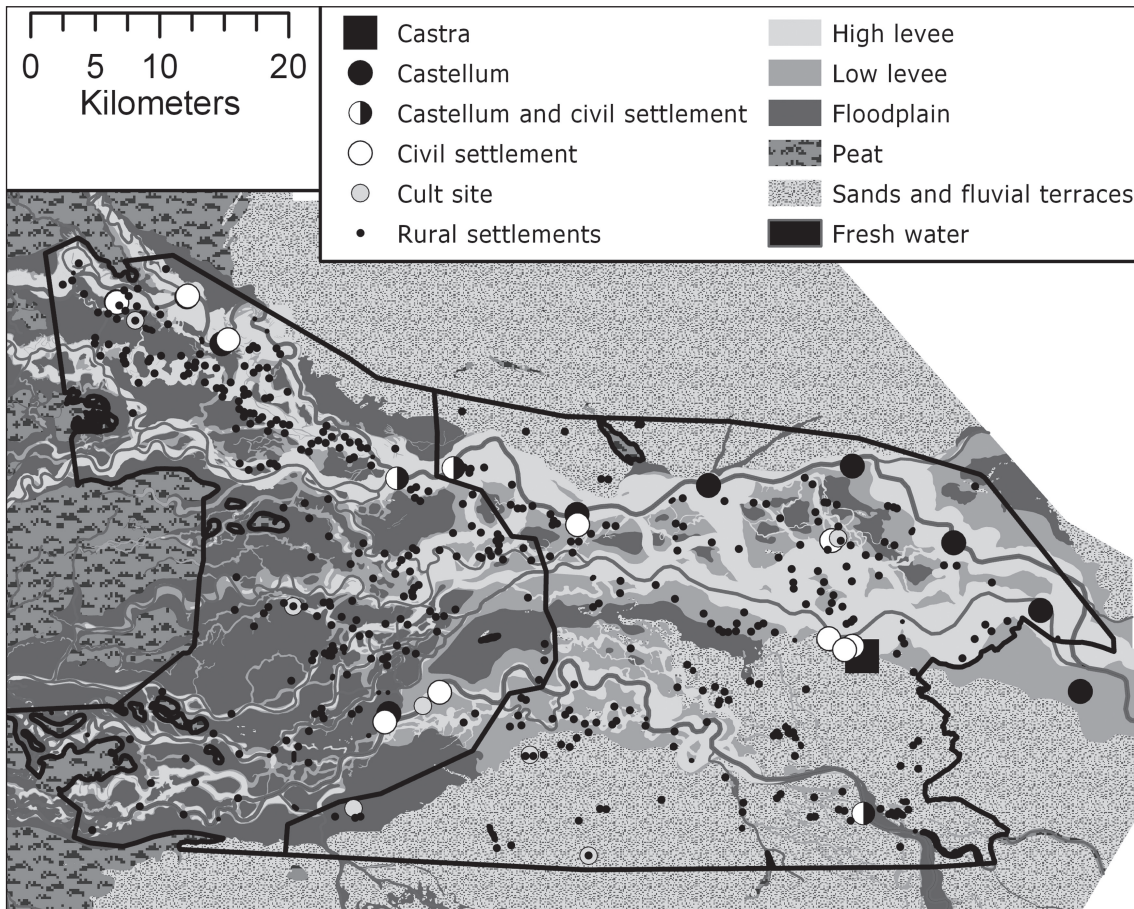 0 5 10 20
Kilometers
Castra
Castellum
Castellum and civil settlement
Civil settlement
Cult site
Rural settlements
High levee
Low levee
Floodplain
Peat
Sands and fluvial terraces
Fresh water